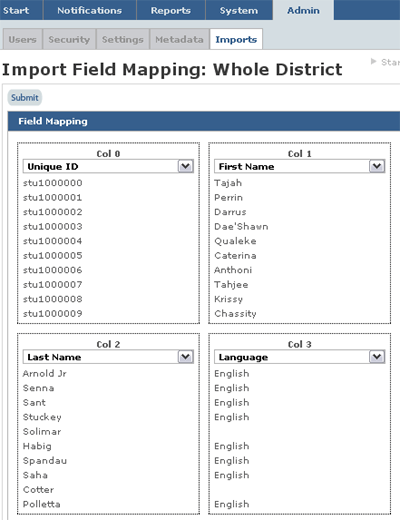 Start Notifications Reports System Admin
Users Security Settings Metadata Imports
Import Field Mapping: Whole District
Submit
Field Mapping
Col 0
Unique ID
stu1000000
stu1000001
stu1000002
stu1000003
stu1000004
stu1000005
stu1000006
stu1000007
stu1000008
stu1000009
Col 1
First Name
Tajah
Perrin
Darrus
Dae'Shawn
Qualeke
Caterina
Anthoni
Tahjee
Krissy
Chassity
Col 2
Last Name
Arnold Jr
Senna
Sant
Stuckey
Solimar
Habig
Spandau
Saha
Cotter
Polletta
Col 3
Language
English
English
English
English
English
English
English
English